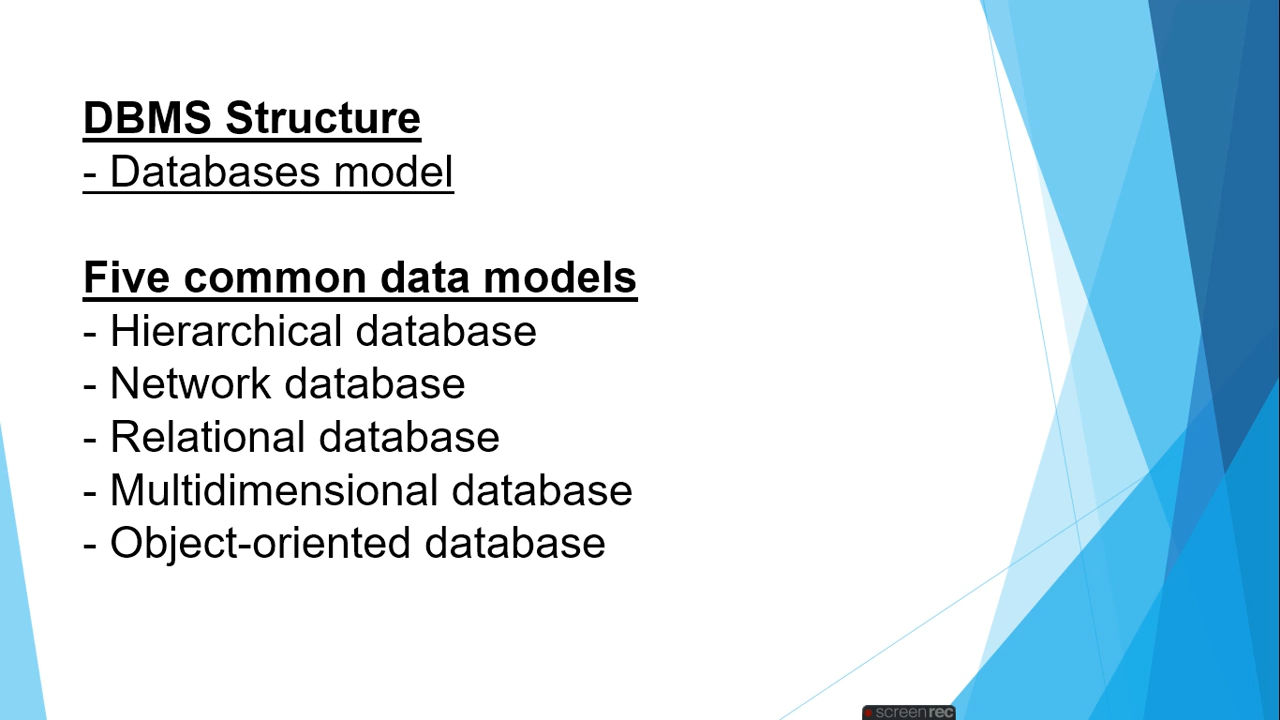 DBMS Structure
- Databases model
Five common data models
- Hierarchical database
- Network database
- Relational database
- Multidimensional database
- Object-oriented database
screenrec